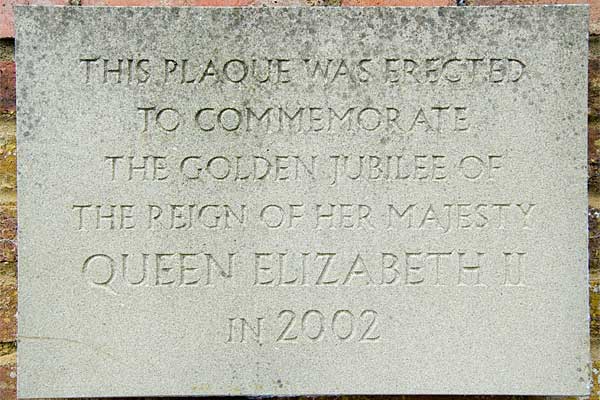 THIS PLAQUE WAS ERECTED
TO COMMEMORATE
THE GOLDEN JUBILEE OF
THE REIGN OF HER MAJESTY
QUEEN ELIZABETH II
IN 2002